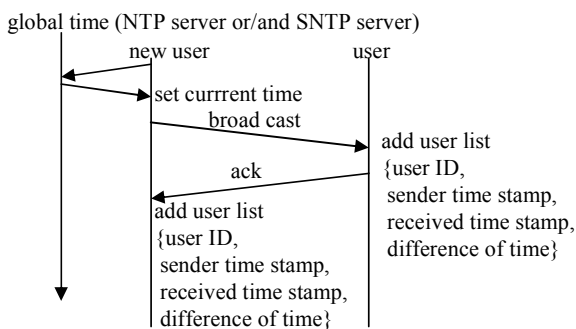 global time (NTP server or/and SNTP server)
new user
user
set currrent time
broad cast
add user list
{user ID,
sender time stamp,
received time stamp,
difference of time}
ack
add user list
{user ID,
sender time stamp,
received time stamp,
difference of time}